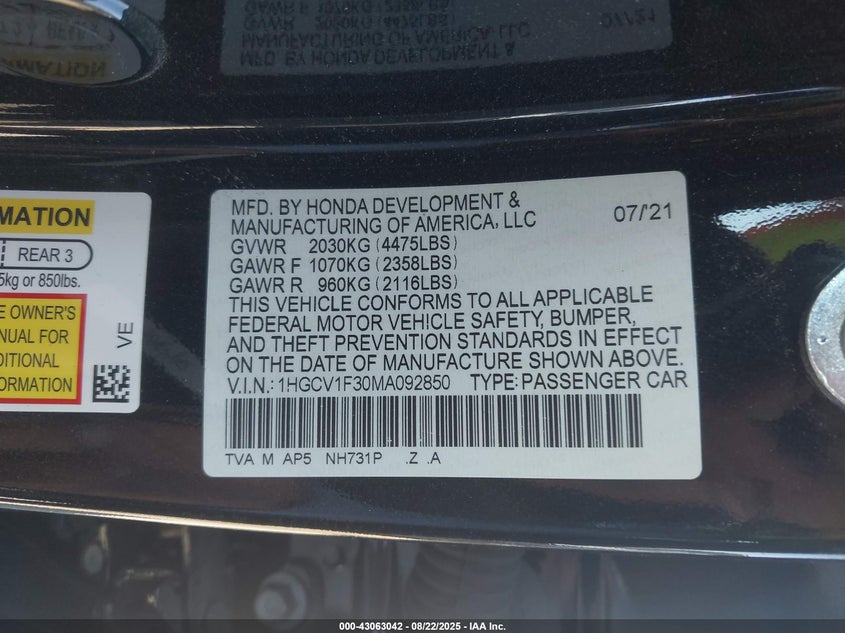 MATION
REAR 3
5kg or 850lbs.
E OWNER'S
NUAL FOR
DITIONAL
FORMATION
VE
MFD. BY HONDA DEVELOPMENT &
MANUFACTURING OF AMERICA, LLC 07/'21
GVWR 2030KG (4475LBS)
GAWR F 1070KG (2358LBS)
GAWR R 960KG (2116LBS)
THIS VEHICLE CONFORMS TO ALL APPLICABLE
FEDERAL MOTOR VEHICLE SAFETY, BUMPER,
AND THEFT PREVENTION STANDARDS IN EFFECT
ON THE DATE OF MANUFACTURE SHOWN ABOVE.
V.I.N.: 1HGCV1F30MA092850 TYPE: PASSENGER CAR
TVA M AP5 NH731P .Z .A
000-43063042 - 08/22/2025 - IAA Inc.